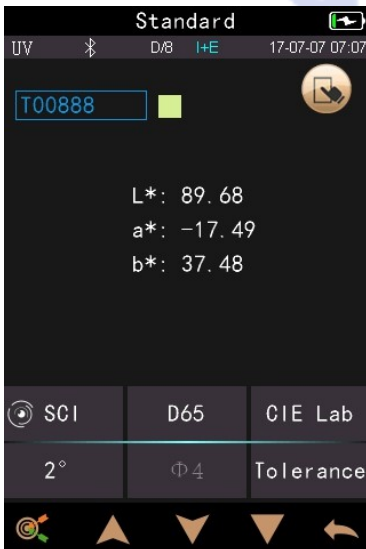 Standard
UV D/8 I+E 17-07-07 07:07
T00888
L*: 89.68
a*: -17.49
b*: 37.48
SCI D65 CIE Lab
2° Φ4 Tolerance